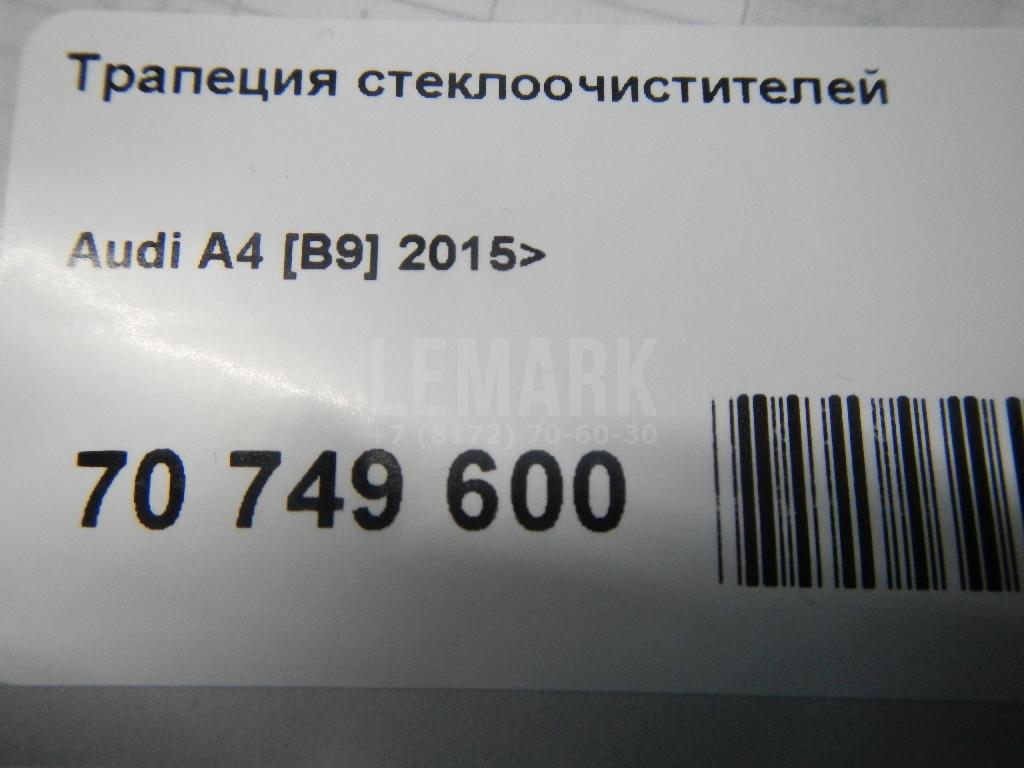 Трапеция стеклоочистителей
Audi A4 [B9] 2015>
LEMARK
+7 (8172) 70-60-30
70 749 600